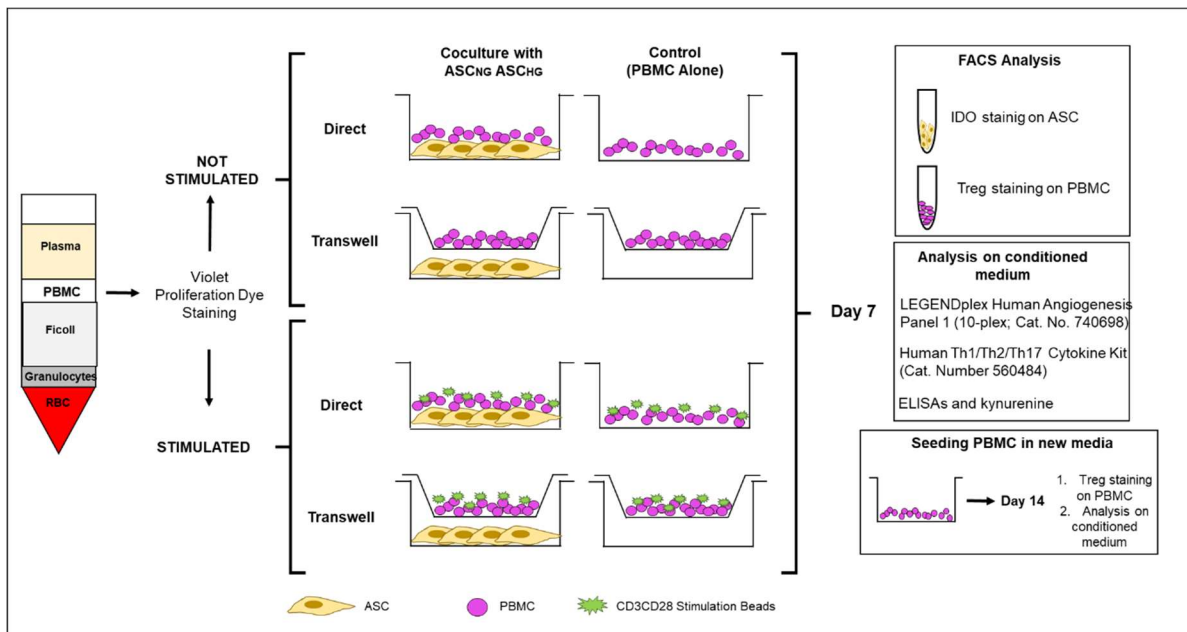 Plasma
PBMC
Ficoll
Granulocytes
RBC
NOT
STIMULATED
Violet
Proliferation Dye
Staining
STIMULATED
Coculture with
ASCNG ASCHG
Control
(PBMC Alone)
Direct
Transwell
Direct
Transwell
Day 7
FACS Analysis
IDO stainig on ASC
Treg staining on PBMC
Analysis on conditioned
medium
LEGENDplex Human Angiogenesis
Panel 1 (10-plex; Cat. No. 740698)
Human Th1/Th2/Th17 Cytokine Kit
(Cat. Number 560484)
ELISAs and kynurenine
Seeding PBMC in new media
Day 14
1. Treg staining
on PBMC
2. Analysis on
conditioned
medium
ASC
PBMC
CD3CD28 Stimulation Beads